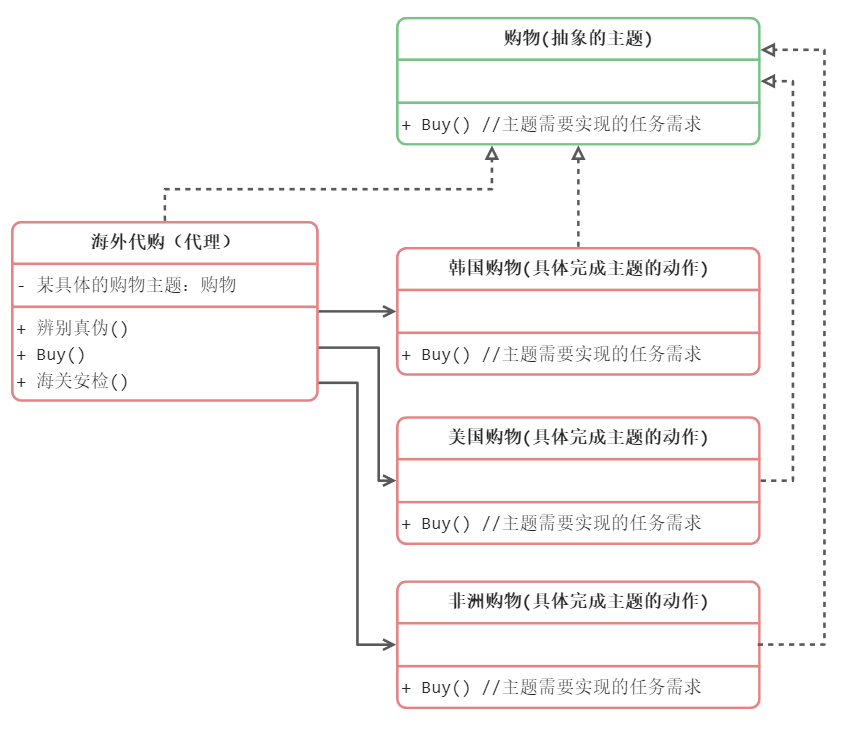 购物(抽象的主题)
+ Buy() //主题需要实现的任务需求
海外代购（代理）
- 某具体的购物主题：购物
+ 辨别真伪()
+ Buy()
+ 海关安检()
韩国购物(具体完成主题的动作)
+ Buy() //主题需要实现的任务需求
美国购物(具体完成主题的动作)
+ Buy() //主题需要实现的任务需求
非洲购物(具体完成主题的动作)
+ Buy() //主题需要实现的任务需求